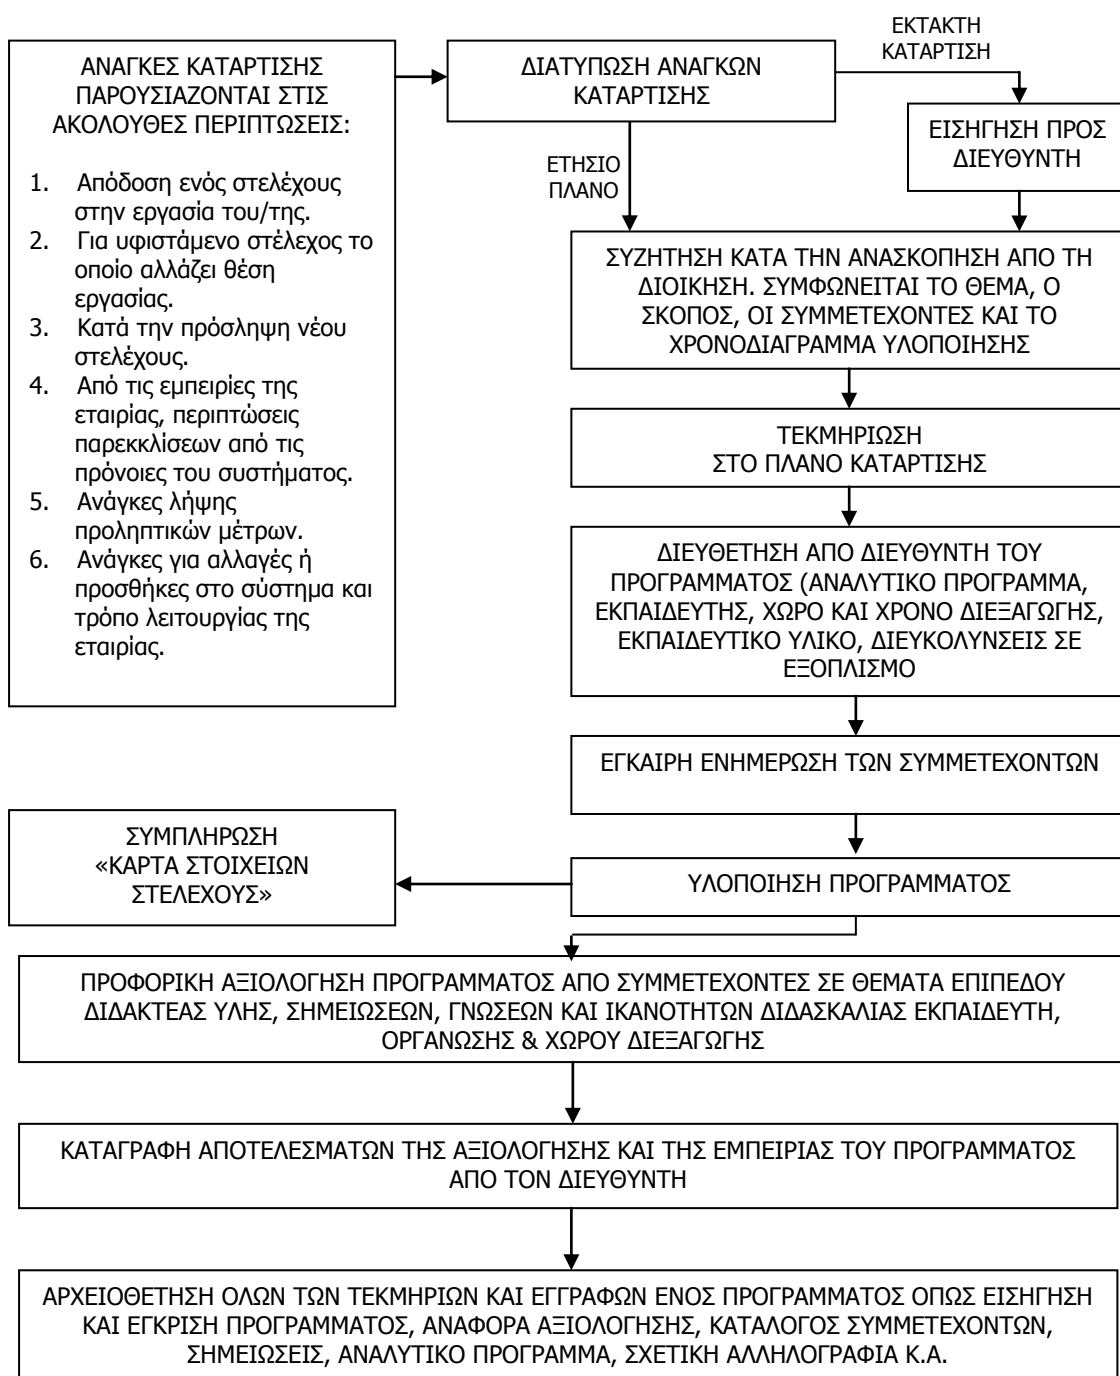 ΑΝΑΓΚΕΣ ΚΑΤΑΡΤΙΣΗΣ
ΠΑΡΟΥΣΙΑΖΟΝΤΑΙ ΣΤΙΣ
ΑΚΟΛΟΥΘΕΣ ΠΕΡΙΠΤΩΣΕΙΣ:
1. Απόδοση ενός στελέχους
στην εργασία του/της.
2. Για υφιστάμενο στέλεχος το
οποίο αλλάζει θέση
εργασίας.
3. Κατά την πρόσληψη νέου
στελέχους.
4. Από τις εμπειρίες της
εταιρίας, περιπτώσεις
παρεκκλίσεων από τις
πρόνοιες του συστήματος.
5. Ανάγκες λήψης
προληπτικών μέτρων.
6. Ανάγκες για αλλαγές ή
προσθήκες στο σύστημα και
τρόπο λειτουργίας της
εταιρίας.
ΔΙΑΤΥΠΩΣΗ ΑΝΑΓΚΩΝ
ΚΑΤΑΡΤΙΣΗΣ
ΕΚΤΑΚΤΗ
ΚΑΤΑΡΤΙΣΗ
ΕΙΣΗΓΗΣΗ ΠΡΟΣ
ΔΙΕΥΘΥΝΤΗ
ΕΤΗΣΙΟ
ΠΛΑΝΟ
ΣΥΖΗΤΗΣΗ ΚΑΤΑ ΤΗΝ ΑΝΑΣΚΟΠΗΣΗ ΑΠΟ ΤΗ
ΔΙΟΙΚΗΣΗ. ΣΥΜΦΩΝΕΙΤΑΙ ΤΟ ΘΕΜΑ, Ο
ΣΚΟΠΟΣ, ΟΙ ΣΥΜΜΕΤΕΧΟΝΤΕΣ ΚΑΙ ΤΟ
ΧΡΟΝΟΔΙΑΓΡΑΜΜΑ ΥΛΟΠΟΙΗΣΗΣ
ΤΕΚΜΗΡΙΩΣΗ
ΣΤΟ ΠΛΑΝΟ ΚΑΤΑΡΤΙΣΗΣ
ΔΙΕΥΘΕΤΗΣΗ ΑΠΟ ΔΙΕΥΘΥΝΤΗ ΤΟΥ
ΠΡΟΓΡΑΜΜΑΤΟΣ (ΑΝΑΛΥΤΙΚΟ ΠΡΟΓΡΑΜΜΑ,
ΕΚΠΑΙΔΕΥΤΗΣ, ΧΩΡΟ ΚΑΙ ΧΡΟΝΟ ΔΙΕΞΑΓΩΓΗΣ,
ΕΚΠΑΙΔΕΥΤΙΚΟ ΥΛΙΚΟ, ΔΙΕΥΚΟΛΥΝΣΕΙΣ ΣΕ
ΕΞΟΠΛΙΣΜΟ
ΕΓΚΑΙΡΗ ΕΝΗΜΕΡΩΣΗ ΤΩΝ ΣΥΜΜΕΤΕΧΟΝΤΩΝ
ΥΛΟΠΟΙΗΣΗ ΠΡΟΓΡΑΜΜΑΤΟΣ
ΣΥΜΠΛΗΡΩΣΗ
«ΚΑΡΤΑ ΣΤΟΙΧΕΙΩΝ
ΣΤΕΛΕΧΟΥΣ»
ΠΡΟΦΟΡΙΚΗ ΑΞΙΟΛΟΓΗΣΗ ΠΡΟΓΡΑΜΜΑΤΟΣ ΑΠΟ ΣΥΜΜΕΤΕΧΟΝΤΕΣ ΣΕ ΘΕΜΑΤΑ ΕΠΙΠΕΔΟΥ
ΔΙΔΑΚΤΕΑΣ ΥΛΗΣ, ΣΗΜΕΙΩΣΕΩΝ, ΓΝΩΣΕΩΝ ΚΑΙ ΙΚΑΝΟΤΗΤΩΝ ΔΙΔΑΣΚΑΛΙΑΣ ΕΚΠΑΙΔΕΥΤΗ,
ΟΡΓΑΝΩΣΗΣ & ΧΩΡΟΥ ΔΙΕΞΑΓΩΓΗΣ
ΚΑΤΑΓΡΑΦΗ ΑΠΟΤΕΛΕΣΜΑΤΩΝ ΤΗΣ ΑΞΙΟΛΟΓΗΣΗΣ ΚΑΙ ΤΗΣ ΕΜΠΕΙΡΙΑΣ ΤΟΥ ΠΡΟΓΡΑΜΜΑΤΟΣ
ΑΠΟ ΤΟΝ ΔΙΕΥΘΥΝΤΗ
ΑΡΧΕΙΟΘΕΤΗΣΗ ΟΛΩΝ ΤΩΝ ΤΕΚΜΗΡΙΩΝ ΚΑΙ ΕΓΓΡΑΦΩΝ ΕΝΟΣ ΠΡΟΓΡΑΜΜΑΤΟΣ ΟΠΩΣ ΕΙΣΗΓΗΣΗ
ΚΑΙ ΕΓΚΡΙΣΗ ΠΡΟΓΡΑΜΜΑΤΟΣ, ΑΝΑΦΟΡΑ ΑΞΙΟΛΟΓΗΣΗΣ, ΚΑΤΑΛΟΓΟΣ ΣΥΜΜΕΤΕΧΟΝΤΩΝ,
ΣΗΜΕΙΩΣΕΙΣ, ΑΝΑΛΥΤΙΚΟ ΠΡΟΓΡΑΜΜΑ, ΣΧΕΤΙΚΗ ΑΛΛΗΛΟΓΡΑΦΙΑ Κ.Α.